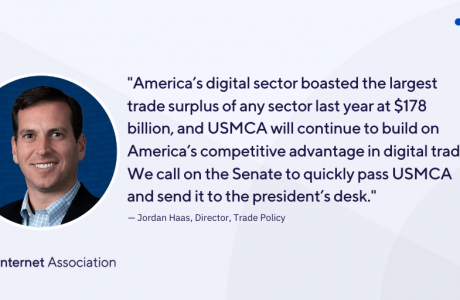 "America's digital sector boasted the largest
trade surplus of any sector last year at $178
billion, and USMCA will continue to build on
America's competitive advantage in digital trad
We call on the Senate to quickly pass USMCA
and send it to the president's desk."
— Jordan Haas, Director, Trade Policy
nternet Association